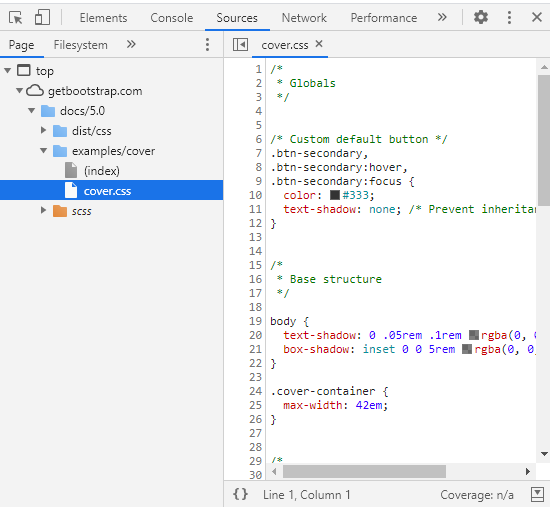 Elements Console Sources Network Performance »
Page Filesystem »
cover.css ×
top
getbootstrap.com
docs/5.0
dist/css
examples/cover
(index)
cover.css
scss
1 /*
2  * Globals
3  */
4
5
6 /* Custom default button */
7 .btn-secondary,
8 .btn-secondary:hover,
9 .btn-secondary:focus {
10   color: #333;
11   text-shadow: none; /* Prevent inherita
12 }
13
14
15 /*
16  * Base structure
17  */
18
19 body {
20   text-shadow: 0 .05rem .1rem rgba(0, 0
21   box-shadow: inset 0 0 5rem rgba(0, 0,
22 }
23
24 .cover-container {
25   max-width: 42em;
26 }
27
28
29 /*
30
{} Line 1, Column 1 Coverage: n/a